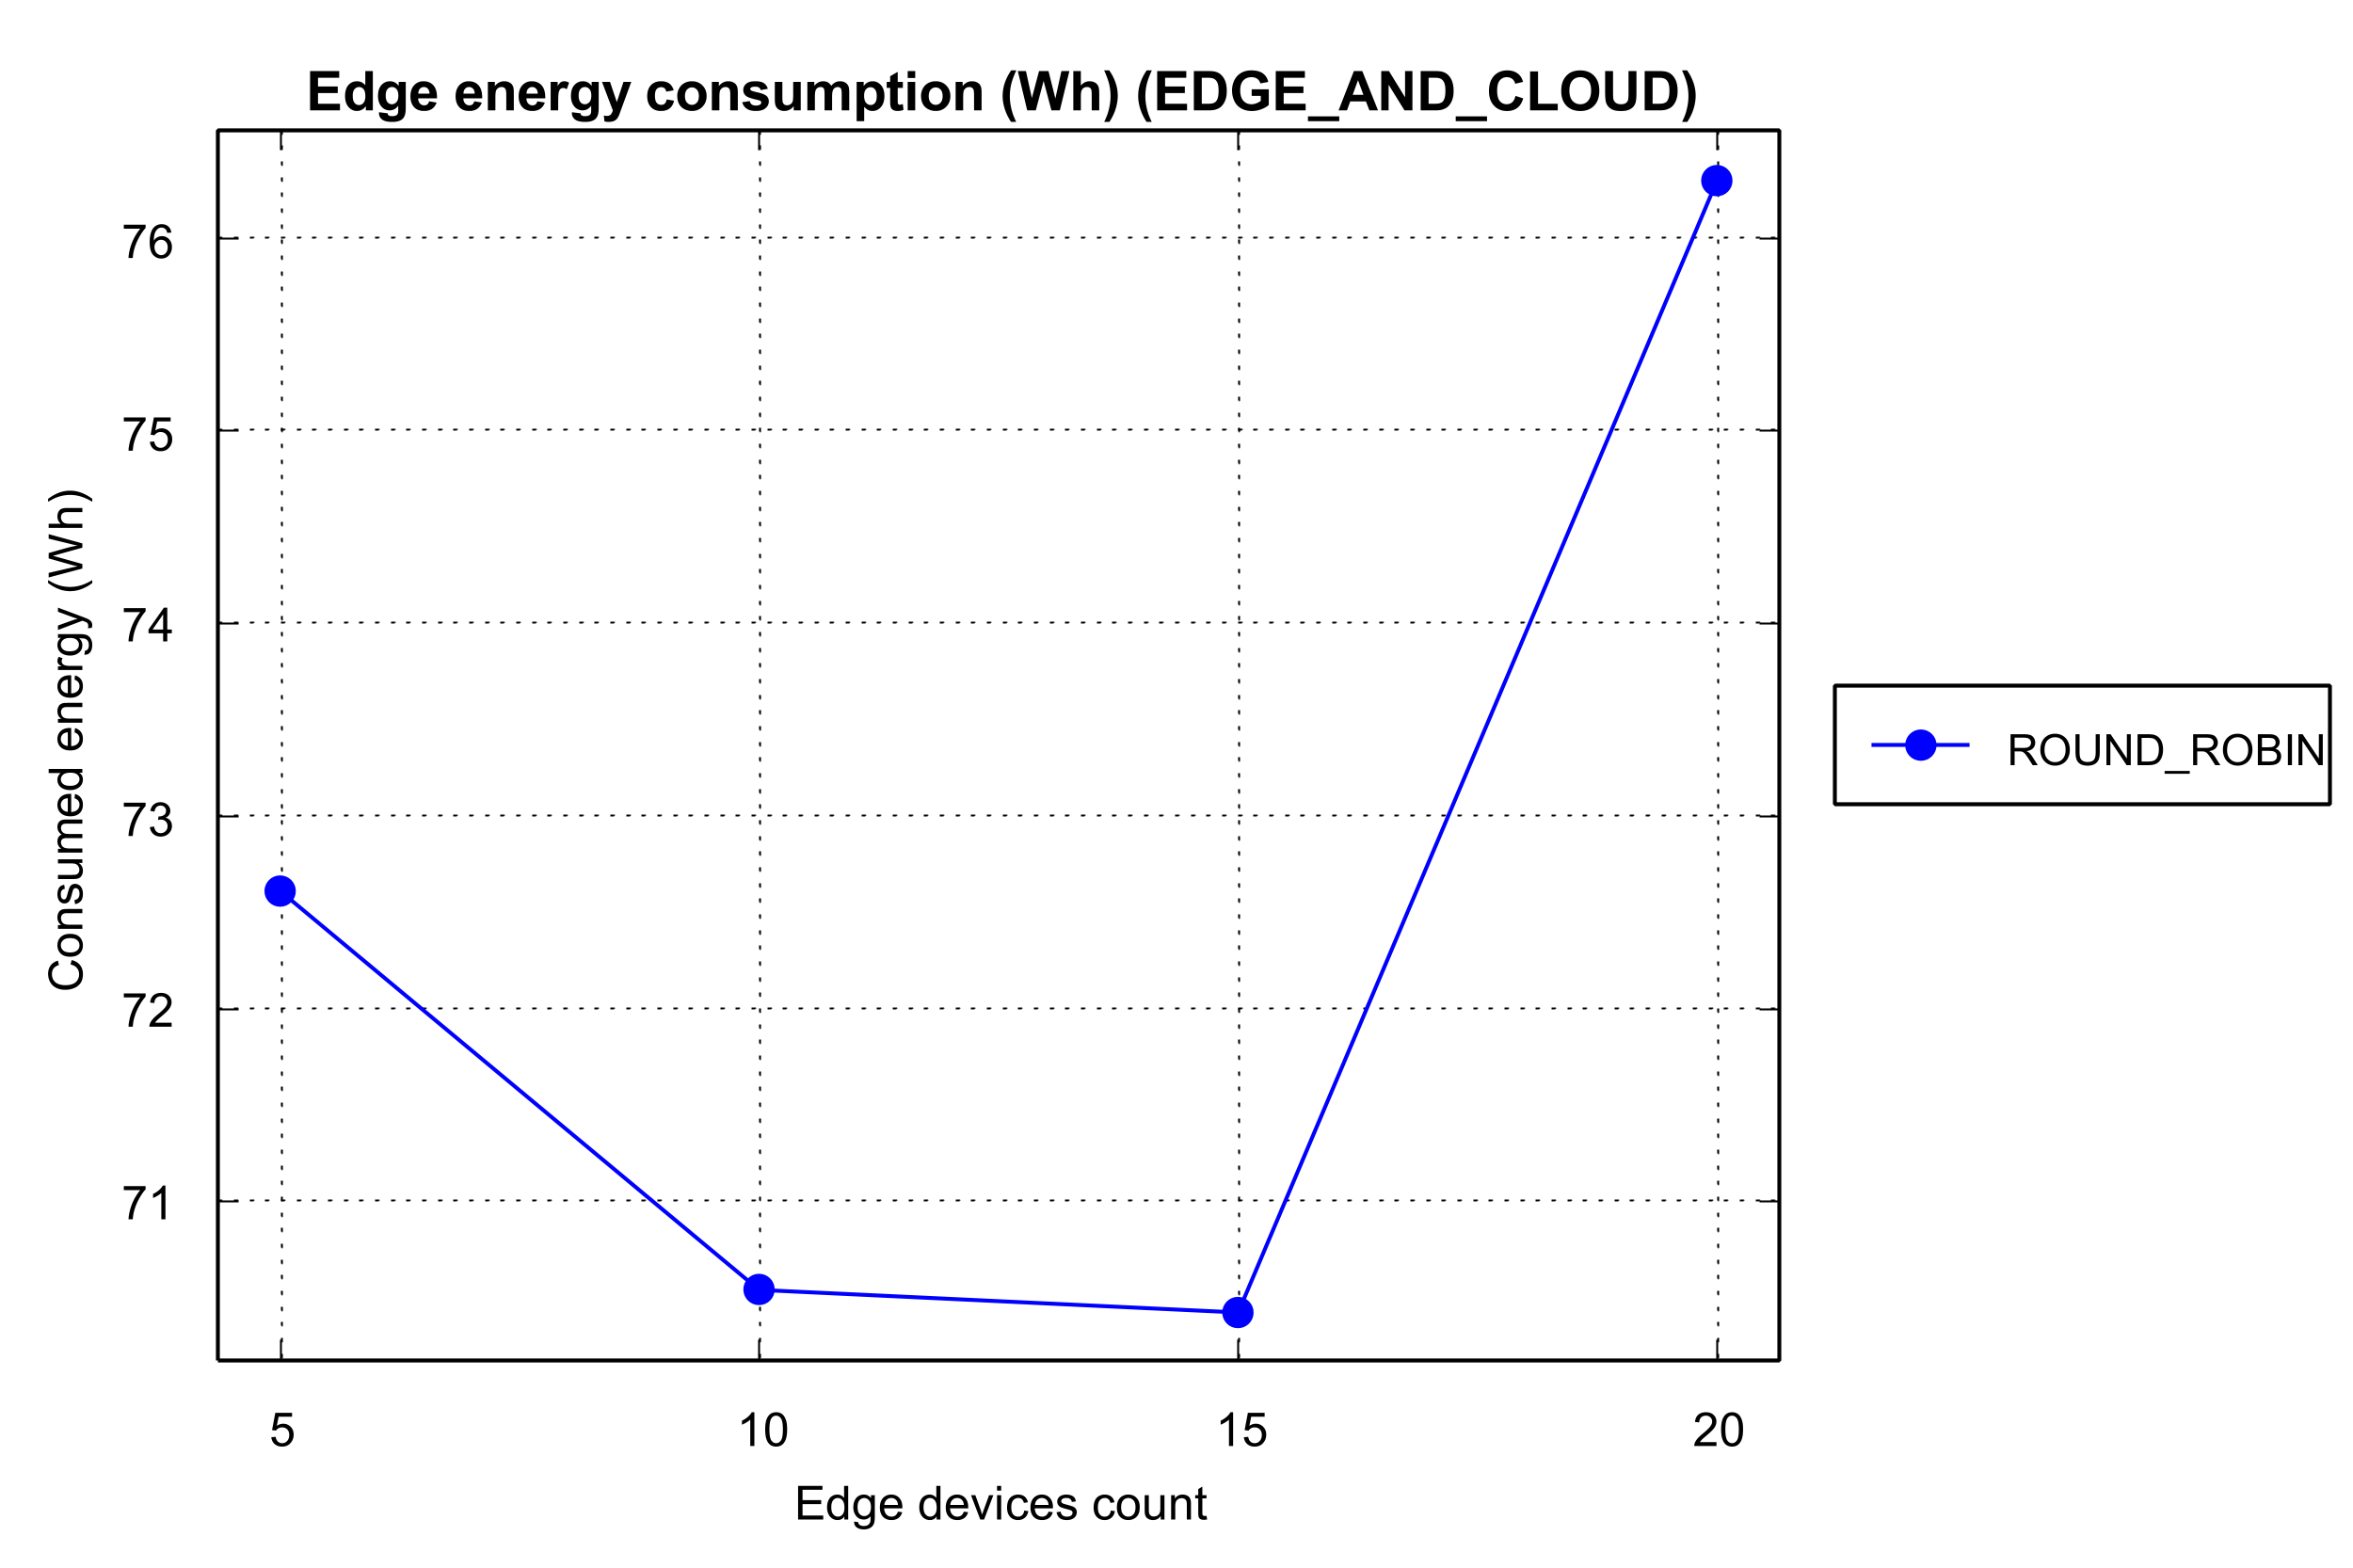 Edge energy consumption (Wh) (EDGE_AND_CLOUD)
76
75
74
73
72
71
Consumed energy (Wh)
ROUND_ROBIN
5 10 15 20
Edge devices count